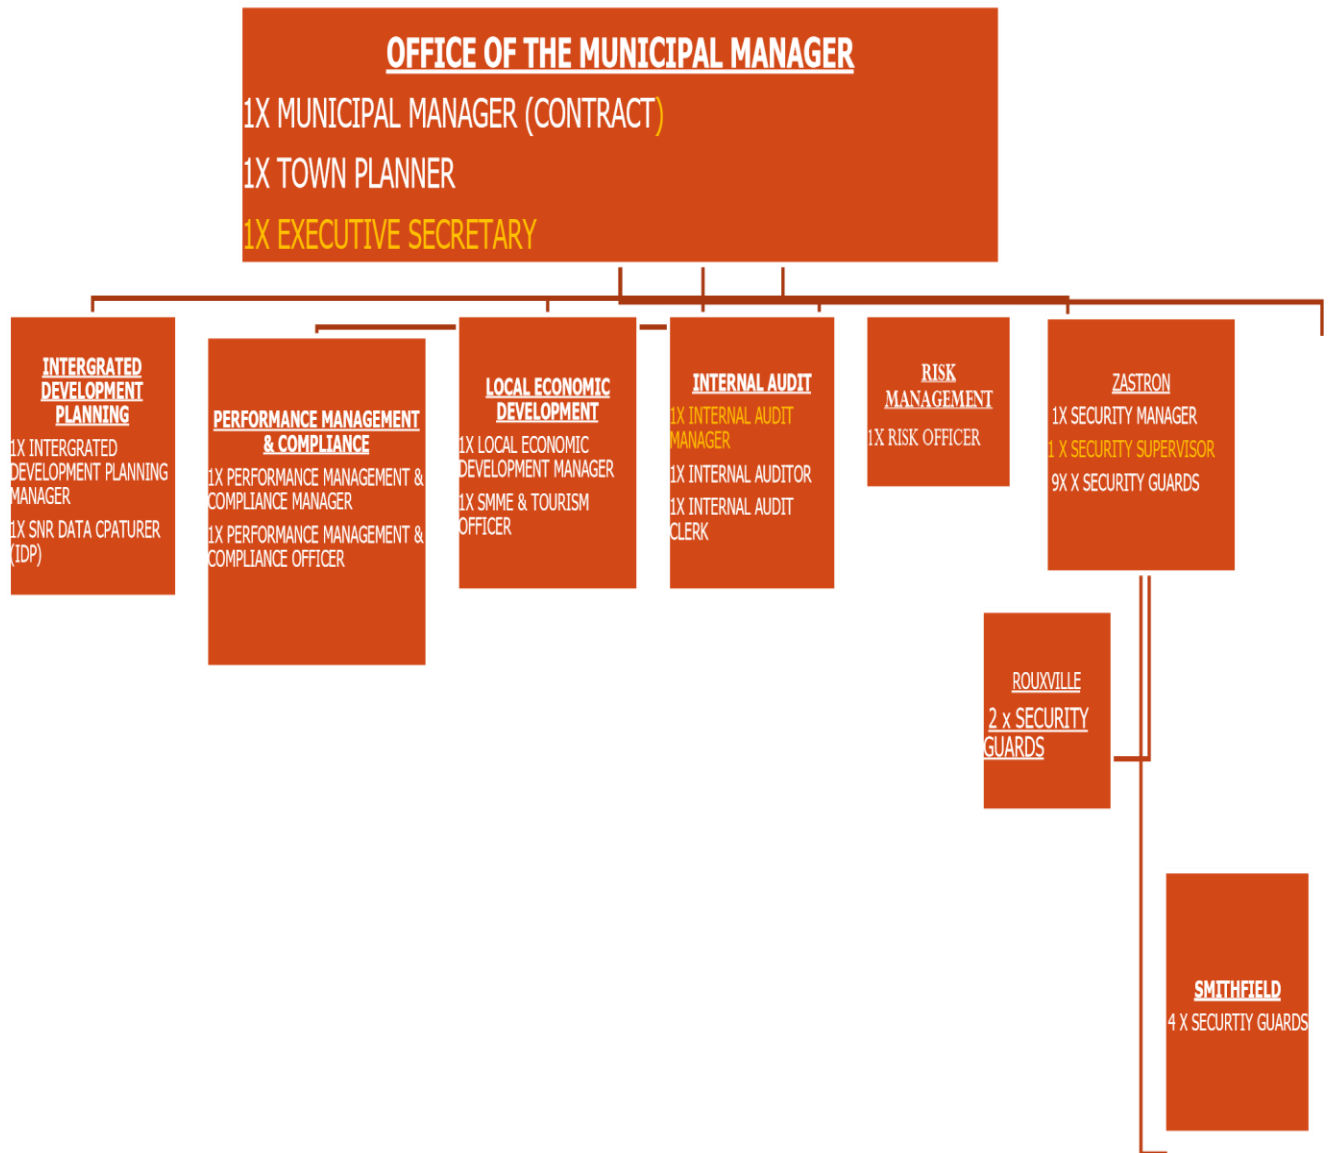 OFFICE OF THE MUNICIPAL MANAGER
1X MUNICIPAL MANAGER (CONTRACT)
1X TOWN PLANNER
1X EXECUTIVE SECRETARY
INTERGRATED
DEVELOPMENT
PLANNING
1X INTERGRATED
DEVELOPMENT PLANNING
MANAGER
1X SNR DATA CPATURER
(IDP)
PERFORMANCE MANAGEMENT
& COMPLIANCE
1X PERFORMANCE MANAGEMENT &
COMPLIANCE MANAGER
1X PERFORMANCE MANAGEMENT &
COMPLIANCE OFFICER
LOCAL ECONOMIC
DEVELOPMENT
1X LOCAL ECONOMIC
DEVELOPMENT MANAGER
1X SMME & TOURISM
OFFICER
INTERNAL AUDIT
1X INTERNAL AUDIT
MANAGER
1X INTERNAL AUDITOR
1X INTERNAL AUDIT
CLERK
RISK
MANAGEMENT
1X RISK OFFICER
ZASTRON
1X SECURITY MANAGER
1 X SECURITY SUPERVISOR
9X X SECURITY GUARDS
ROUXVILLE
2 x SECURITY
GUARDS
SMITHFIELD
4 X SECURTIY GUARDS